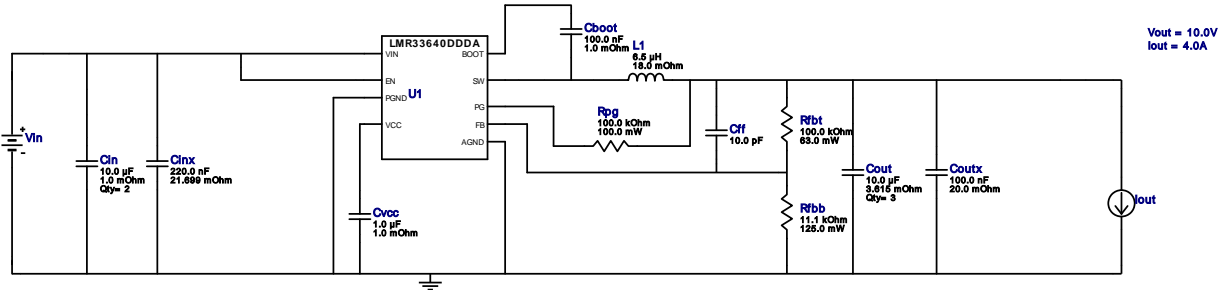 Vout = 10.0V
Iout = 4.0A
Cboot
100.0 nF
1.0 mOhm
L1
6.5 µH
18.0 mOhm
LMR33640DDDA
VIN
BOOT
EN
SW
PGND
U1
PG
VCC
FB
AGND
Rpg
100.0 kOhm
100.0 mW
Cff
10.0 pF
Rfbt
100.0 kOhm
63.0 mW
+
Vin
-
Cin
10.0 µF
1.0 mOhm
Qty= 2
Cinx
220.0 nF
21.699 mOhm
Cvcc
1.0 µF
1.0 mOhm
Rfbb
11.1 kOhm
125.0 mW
Cout
10.0 µF
3.615 mOhm
Qty= 3
Coutx
100.0 nF
20.0 mOhm
Iout